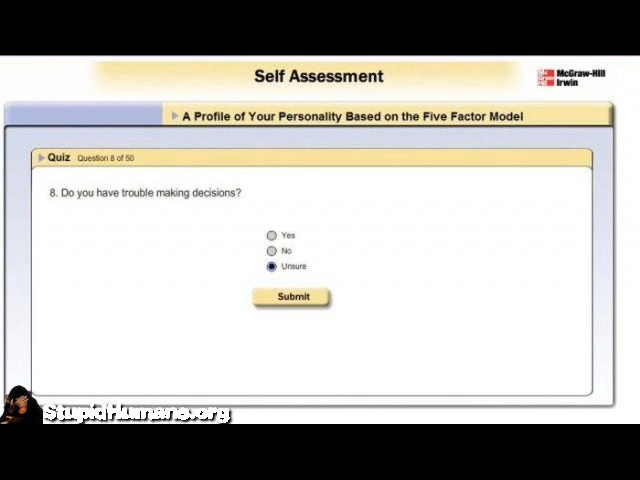 Self Assessment
McGraw-Hill
Irwin
A Profile of Your Personality Based on the Five Factor Model
Quiz Question 8 of 50
8. Do you have trouble making decisions?
Yes
No
Unsure
Submit
StupidHumans.org